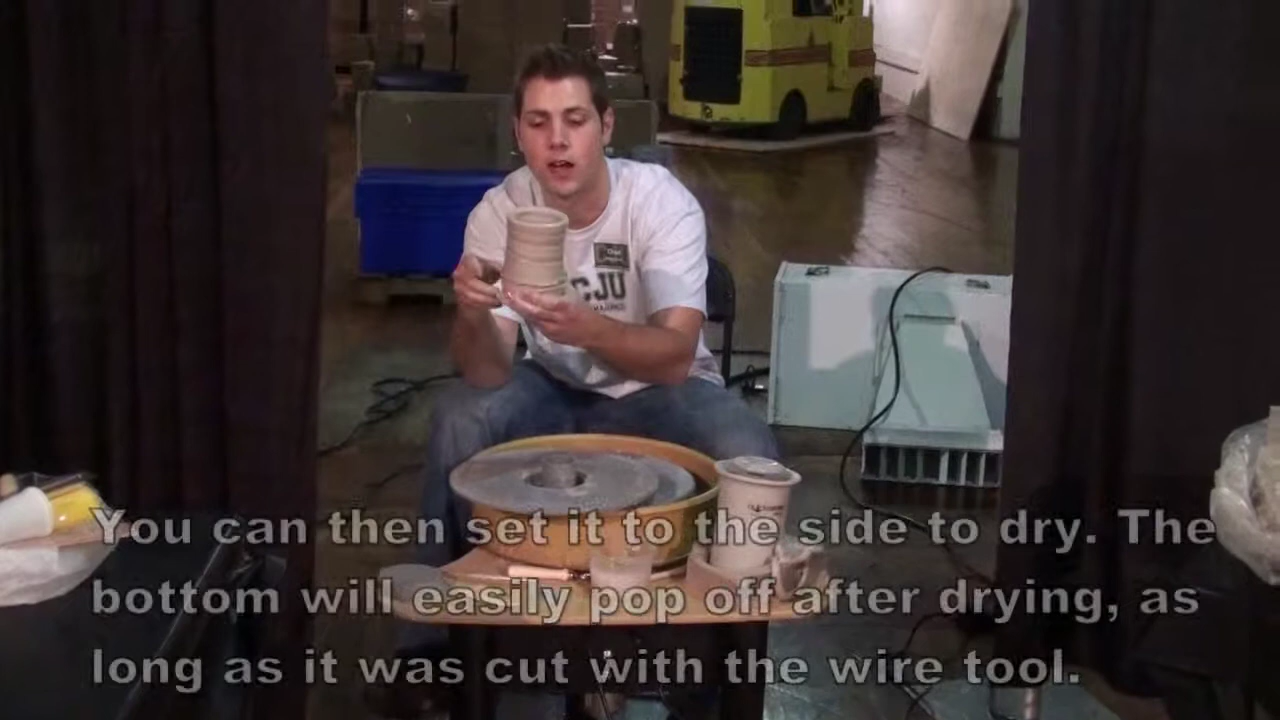 CJU
You can then set it to the side to dry. The
bottom will easily pop off after drying, as
long as it was cut with the wire tool.